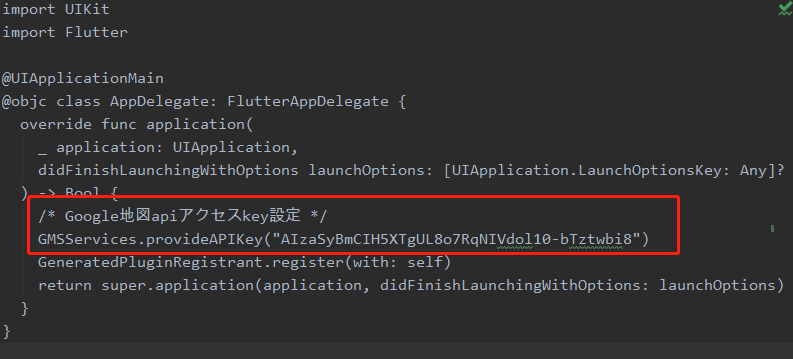 import UIKit
import Flutter
@UIApplicationMain
@objc class AppDelegate: FlutterAppDelegate {
override func application(
_ application: UIApplication,
didFinishLaunchingWithOptions launchOptions: [UIApplication.LaunchOptionsKey: Any]?
) -> Bool {
/* Google地図apiアクセスkey設定 */
GMSServices.provideAPIKey("AIzaSyBmCIH5XTgUL8o7RqNIVdol10-bTztwbi8")
GeneratedPluginRegistrant.register(with: self)
return super.application(application, didFinishLaunchingWithOptions: launchOptions)
}
}